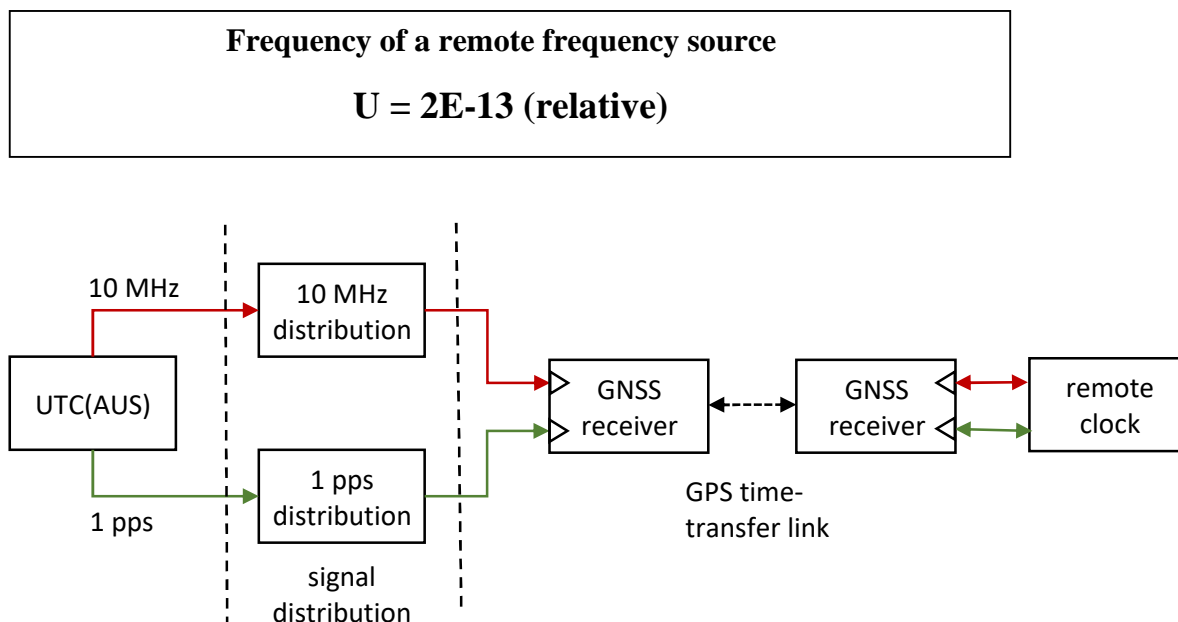 Frequency of a remote frequency source
U = 2E-13 (relative)
10 MHz
10 MHz
distribution
UTC(AUS)
GNSS
receiver
GNSS
receiver
remote
clock
1 pps
1 pps
distribution
GPS time-
transfer link
signal
distribution